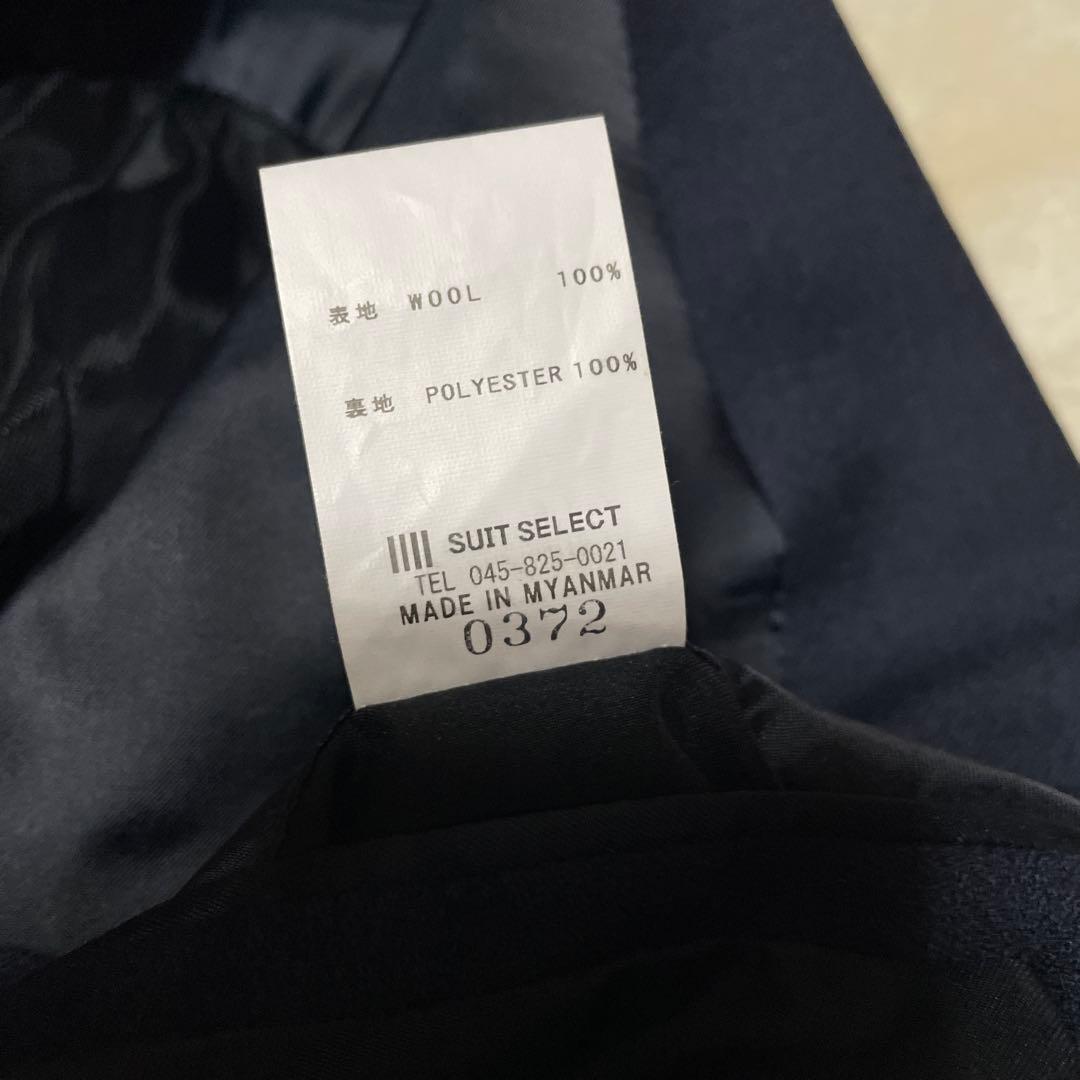 表地 WOOL 100%
裏地 POLYESTER 100%
SUIT SELECT
TEL 045-825-0021
MADE IN MYANMAR
0372